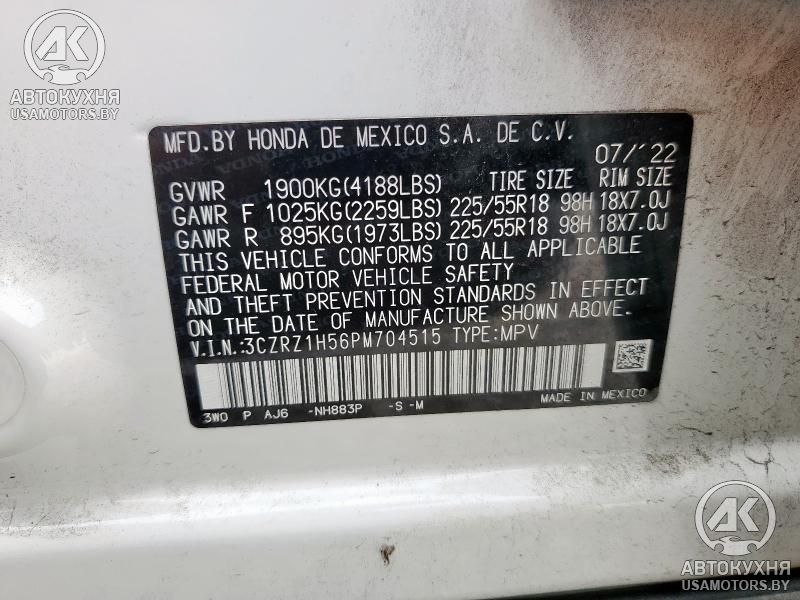 AK
АВТОКУХНЯ
USAMOTORS.BY
MFD.BY HONDA DE MEXICO S.A. DE C.V.
07/'22
GVWR 1900KG(4188LBS) TIRE SIZE RIM SIZE
GAWR F 1025KG(2259LBS) 225/55R18 98H 18X7.0J
GAWR R 895KG(1973LBS) 225/55R18 98H 18X7.0J
THIS VEHICLE CONFORMS TO ALL APPLICABLE
FEDERAL MOTOR VEHICLE SAFETY
AND THEFT PREVENTION STANDARDS IN EFFECT
ON THE DATE OF MANUFACTURE SHOWN ABOVE.
V.I.N.:3CZRZ1H56PM704515 TYPE:MPV
3W0 P AJ6 -NH883P -S -M MADE IN MEXICO
AK
АВТОКУХНЯ
USAMOTORS.BY